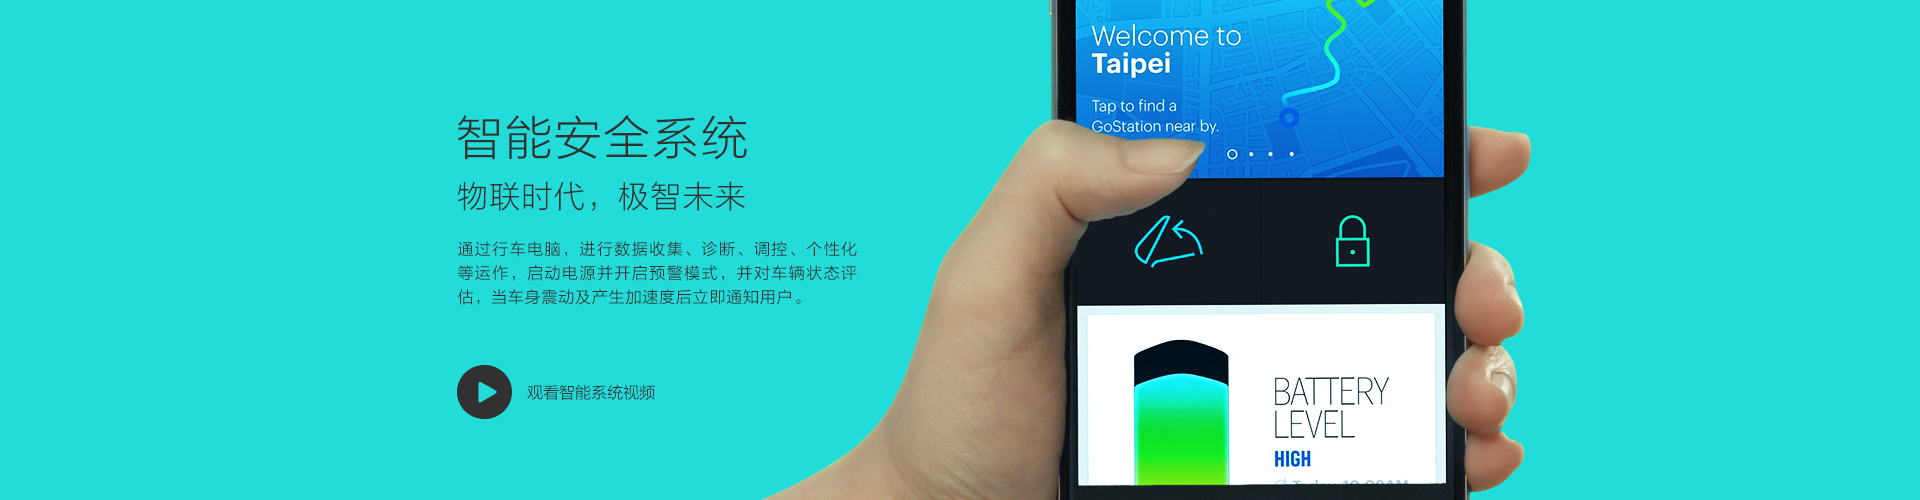 智能安全系统
物联时代，极智未来
通过行车电脑，进行数据收集、诊断、调控、个性化
等运作，启动电源并开启预警模式，并对车辆状态评
估，当车身震动及产生加速度后立即通知用户。
观看智能系统视频
Welcome to
Taipei
Tap to find a
GoStation near by.
BATTERY
LEVEL
HIGH